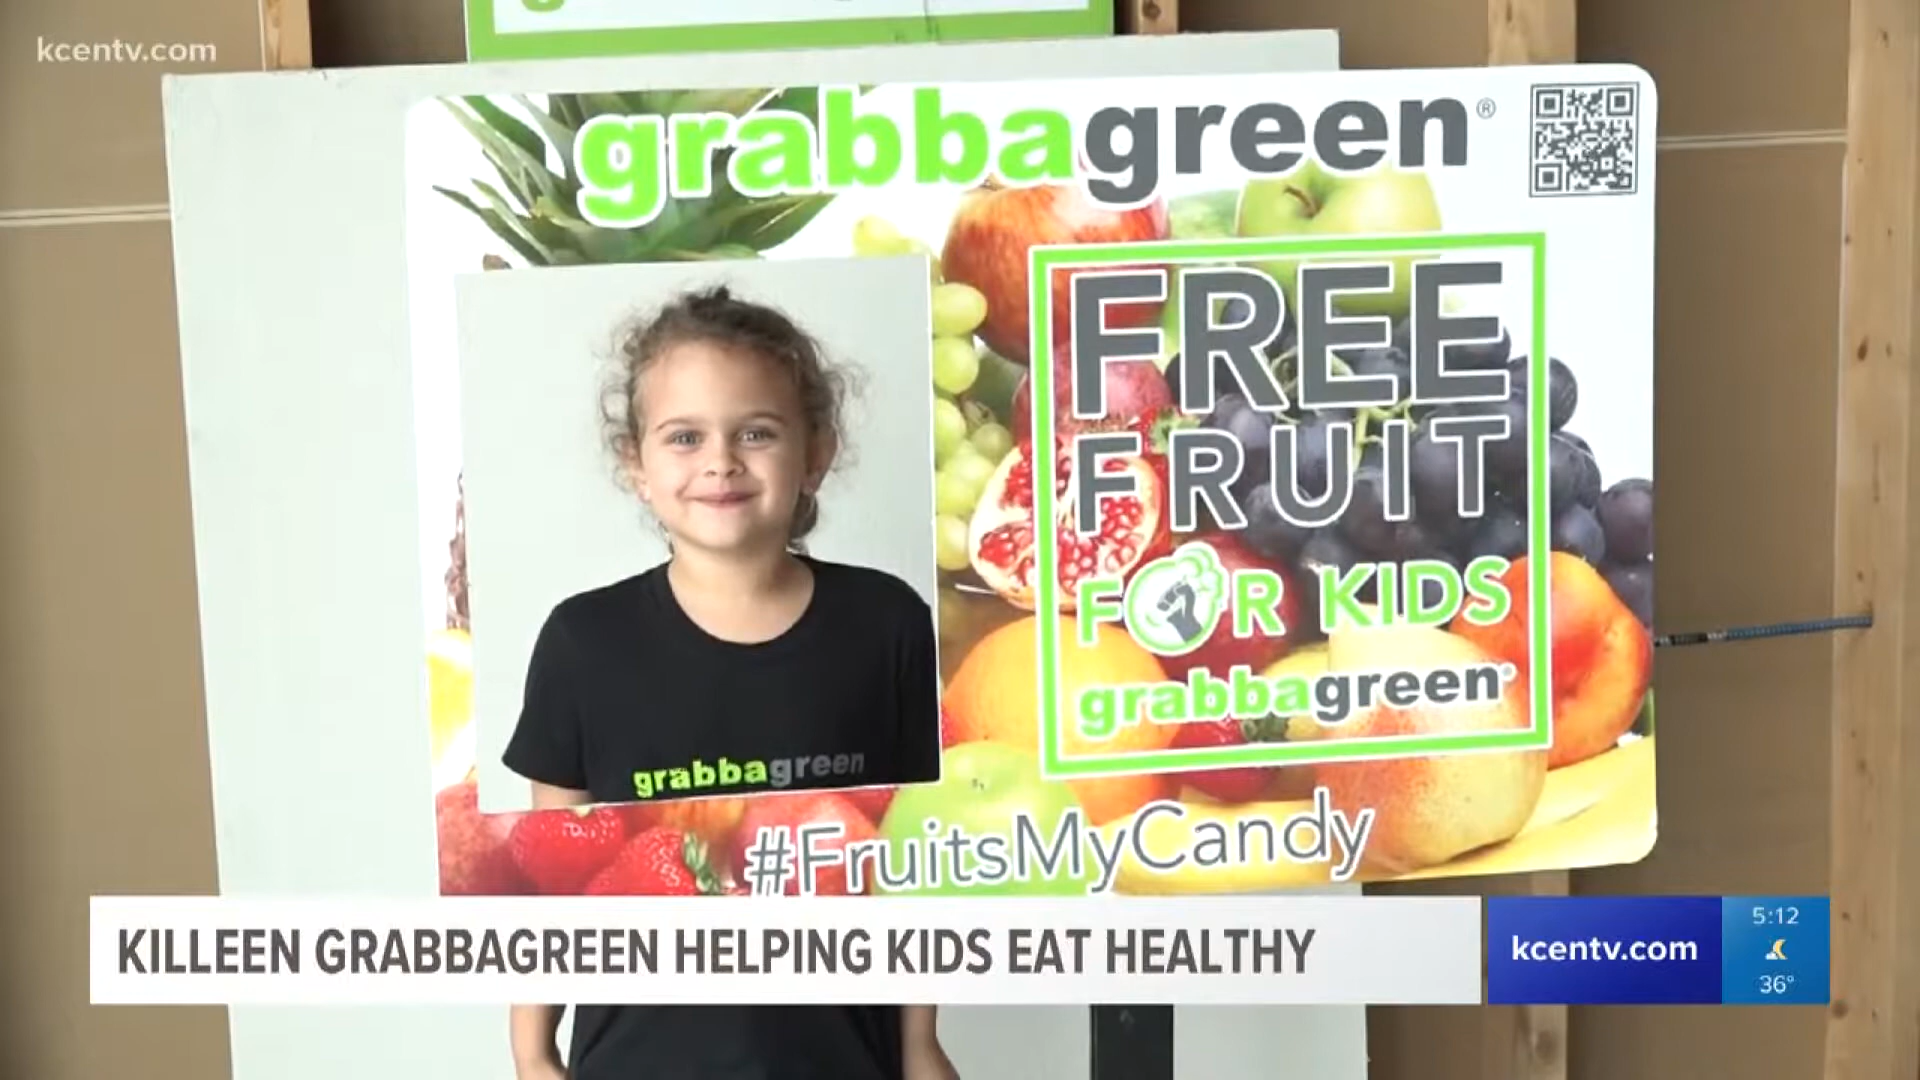 kcentv.com
grabbagreen®
FREE
FRUIT
FOR KIDS
grabbagreen
grabbagreen
#FruitsMyCandy
KILLEEN GRABBAGREEN HELPING KIDS EAT HEALTHY
kcentv.com
5:12
36°